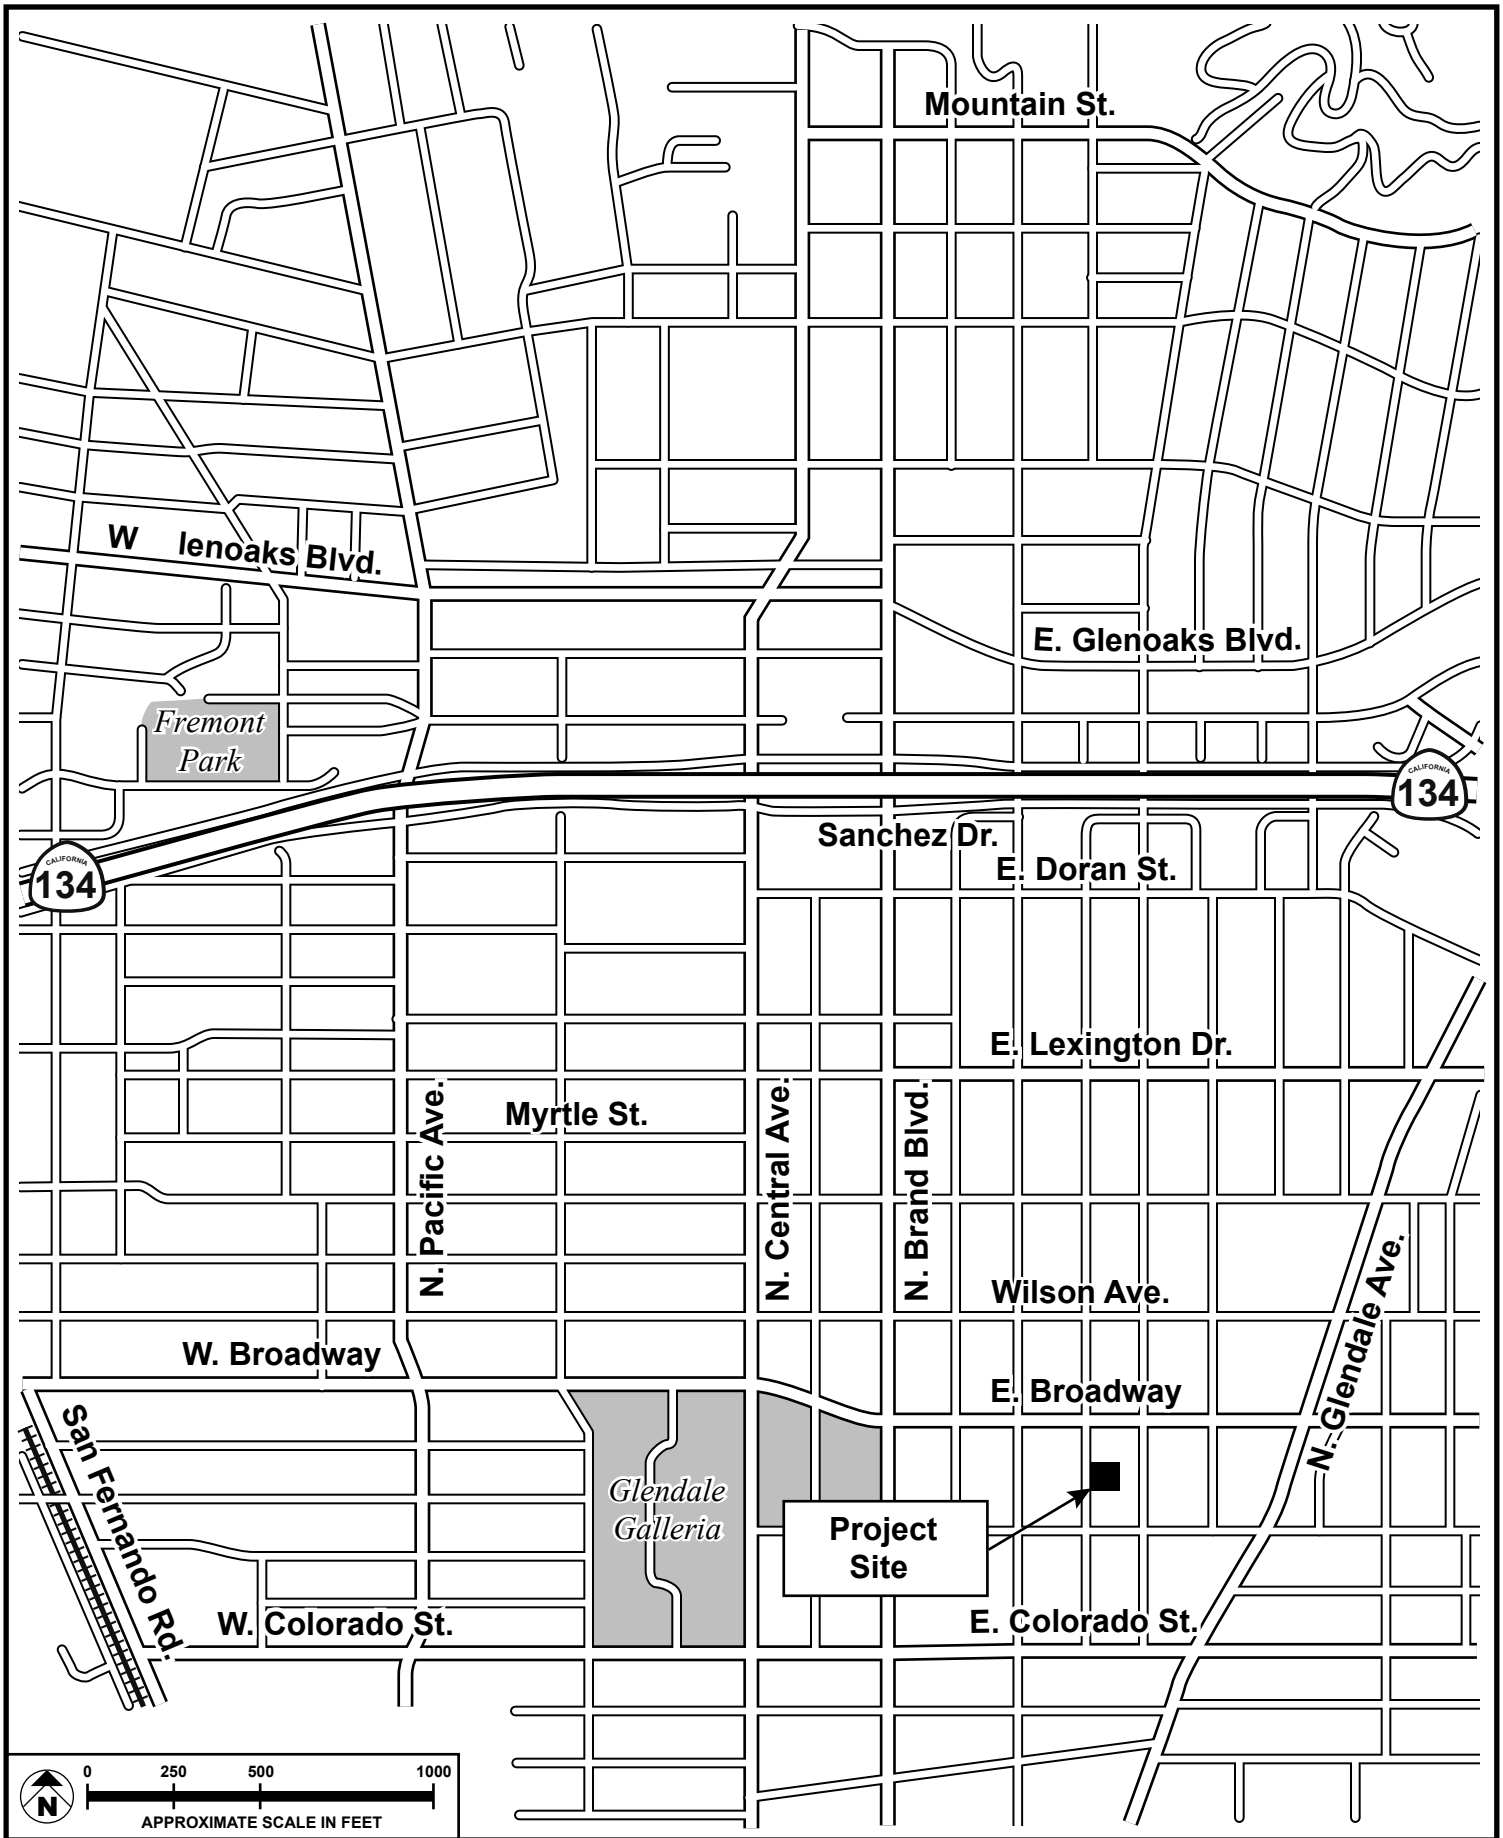 Mountain St.
W    lenoaks Blvd.
E. Glenoaks Blvd.
Fremont
Park
CALIFORNIA
134
Sanchez Dr.
E. Doran St.
CALIFORNIA
134
E. Lexington Dr.
Myrtle St.
N. Pacific Ave.
N. Central Ave.
N. Brand Blvd.
Wilson Ave.
N. Glendale Ave.
W. Broadway
E. Broadway
San Fernando Rd.
Glendale
Galleria
Project
Site
W. Colorado St.
E. Colorado St.
0 250 500 1000
N
APPROXIMATE SCALE IN FEET